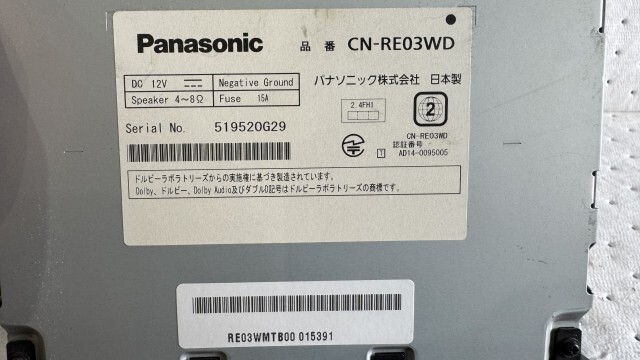 Panasonic 品番 CN-RE03WD
DC 12V Negative Ground
Speaker 4～8Ω Fuse 15A
パナソニック株式会社 日本製
2.4FH1
2
Serial No. 519520G29
CN-RE03WD
認証番号
1 AD14-0095005
ドルビーラボラトリーズからの実施権に基づき製造されています。
Dolby、ドルビー、Dolby Audio及びダブルD記号はドルビーラボラトリーズの商標です。
RE03WMTB00 015391